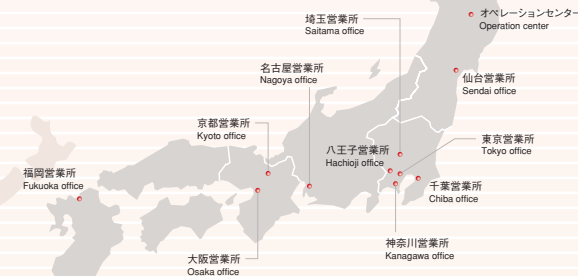 オペレーションセンター
Operation center
埼玉営業所
Saitama office
名古屋営業所
Nagoya office
仙台営業所
Sendai office
京都営業所
Kyoto office
八王子営業所
Hachioji office
東京営業所
Tokyo office
福岡営業所
Fukuoka office
千葉営業所
Chiba office
神奈川営業所
Kanagawa office
大阪営業所
Osaka office